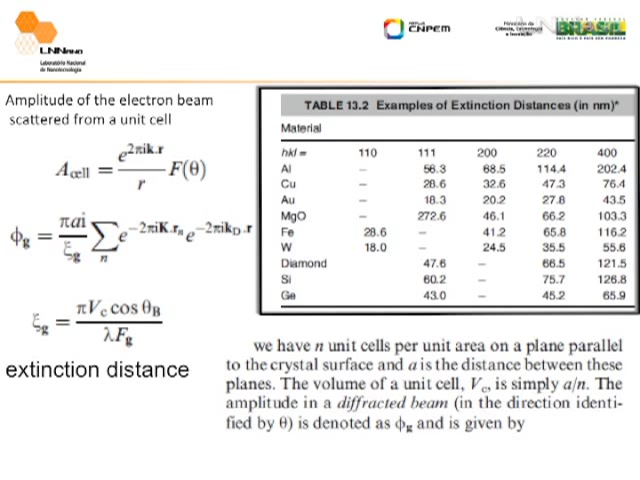 LNNano
Laboratório Nacional
de Nanotecnologia
CNPEM
Ministério da
Ciência, Tecnologia
e Inovação
BRASIL
Amplitude of the electron beam
scattered from a unit cell
A_cell = e^{2πik.r} / r F(θ)
ϕ_g = πai / ξ_g Σ_n e^{-2πiK.r_n} e^{-2πik_D.r}
ξ_g = πV_c cos θ_B / λF_g
extinction distance
TABLE 13.2 Examples of Extinction Distances (in nm)*
Material
hkl = 110 111 200 220 400
Al – 56.3 68.5 114.4 202.4
Cu – 28.6 32.6 47.3 76.4
Au – 18.3 20.2 27.8 43.5
MgO – 272.6 46.1 66.2 103.3
Fe 28.6 – 41.2 65.8 116.2
W 18.0 – 24.5 35.5 55.6
Diamond 47.6 – 66.5 121.5
Si 60.2 – 75.7 126.8
Ge 43.0 – 45.2 65.9
we have n unit cells per unit area on a plane parallel
to the crystal surface and a is the distance between these
planes. The volume of a unit cell, V_c, is simply a/n. The
amplitude in a diffracted beam (in the direction identi-
fied by θ) is denoted as ϕ_g and is given by